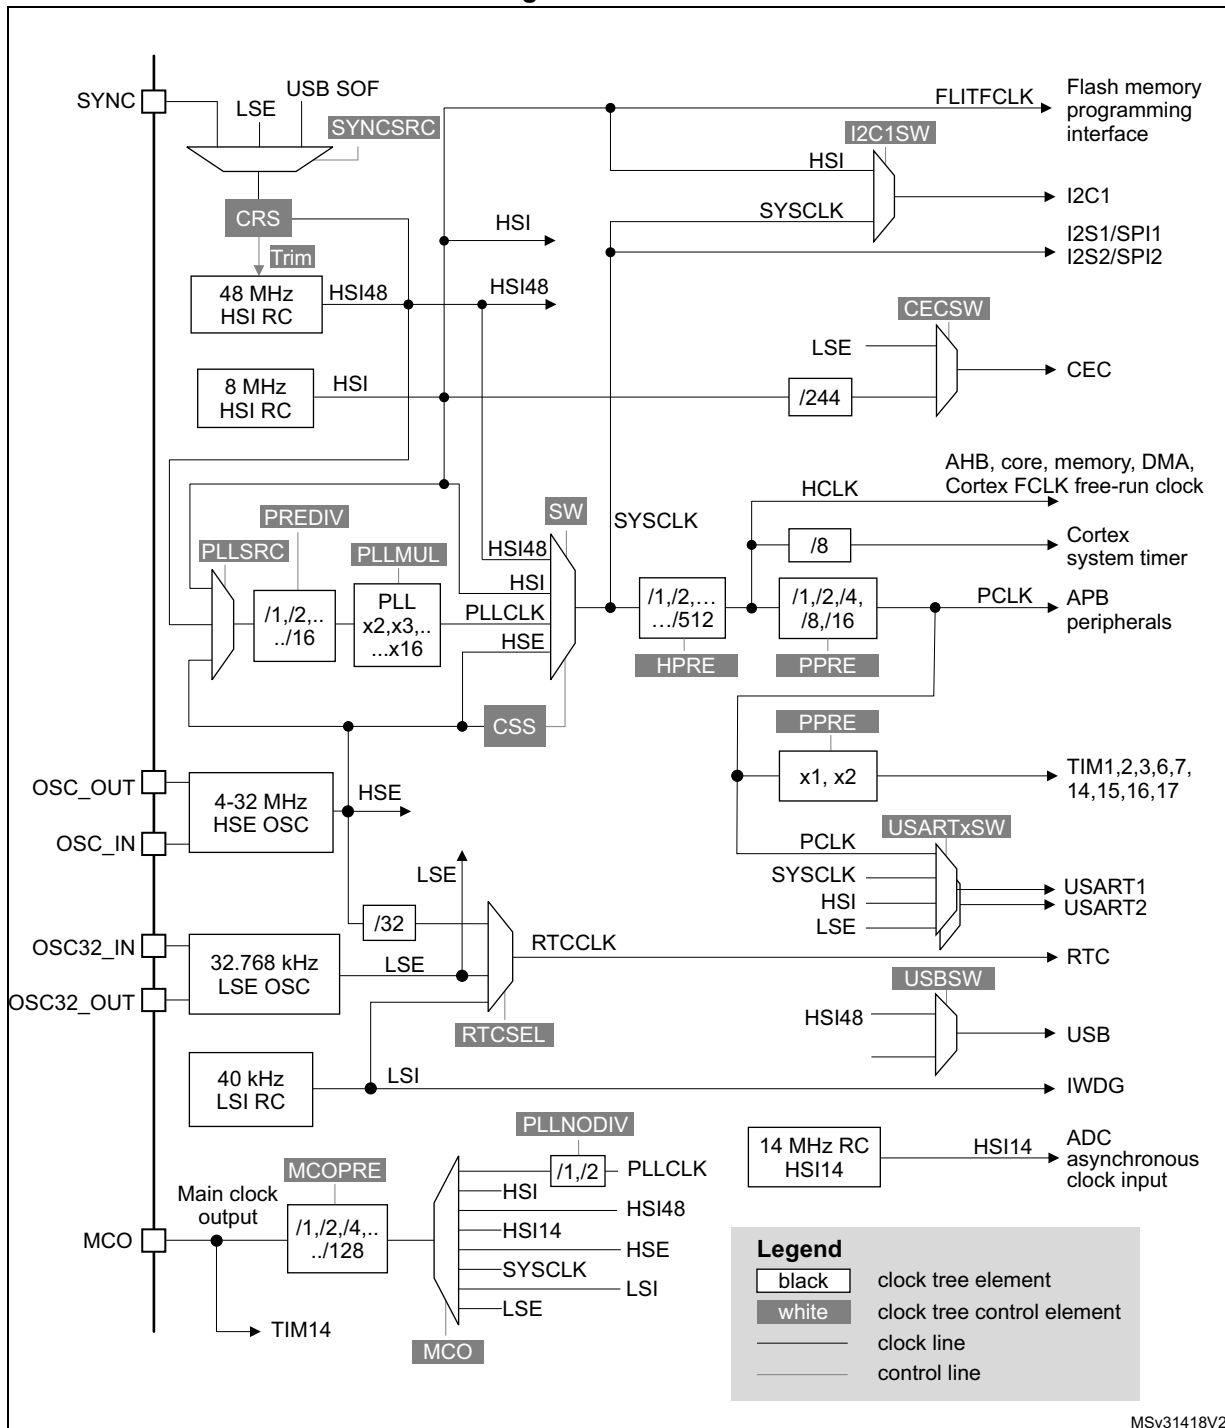 SYNC
LSE
USB SOF
SYNCSRC
CRS
Trim
48 MHz
HSI RC
HSI48
HSI48
HSI
8 MHz
HSI RC
HSI
FLITFCLK
Flash memory
programming
interface
I2C1SW
HSI
SYSCLK
I2C1
I2S1/SPI1
I2S2/SPI2
CECSW
LSE
/244
CEC
AHB, core, memory, DMA,
Cortex FCLK free-run clock
HCLK
/8
Cortex
system timer
PLLSRC
PREDIV
/1,/2,..
../16
PLLMUL
PLL
x2,x3,..
...x16
SW
HSI48
HSI
PLLCLK
HSE
CSS
SYSCLK
/1,/2,…
…/512
HPRE
/1,/2,/4,
/8,/16
PPRE
PCLK
APB
peripherals
PPRE
x1, x2
TIM1,2,3,6,7,
14,15,16,17
OSC_OUT
OSC_IN
4-32 MHz
HSE OSC
HSE
USARTxSW
PCLK
SYSCLK
HSI
LSE
USART1
USART2
LSE
/32
OSC32_IN
OSC32_OUT
32.768 kHz
LSE OSC
LSE
RTCCLK
RTC
RTCSEL
USBSW
HSI48
USB
40 kHz
LSI RC
LSI
IWDG
14 MHz RC
HSI14
HSI14
ADC
asynchronous
clock input
PLLNODIV
/1,/2
PLLCLK
HSI
HSI48
HSI14
HSE
SYSCLK
LSI
LSE
MCO
MCOPRE
/1,/2,/4,..
../128
Main clock
output
MCO
TIM14
Legend
black
clock tree element
white
clock tree control element
clock line
control line
MSv31418V2